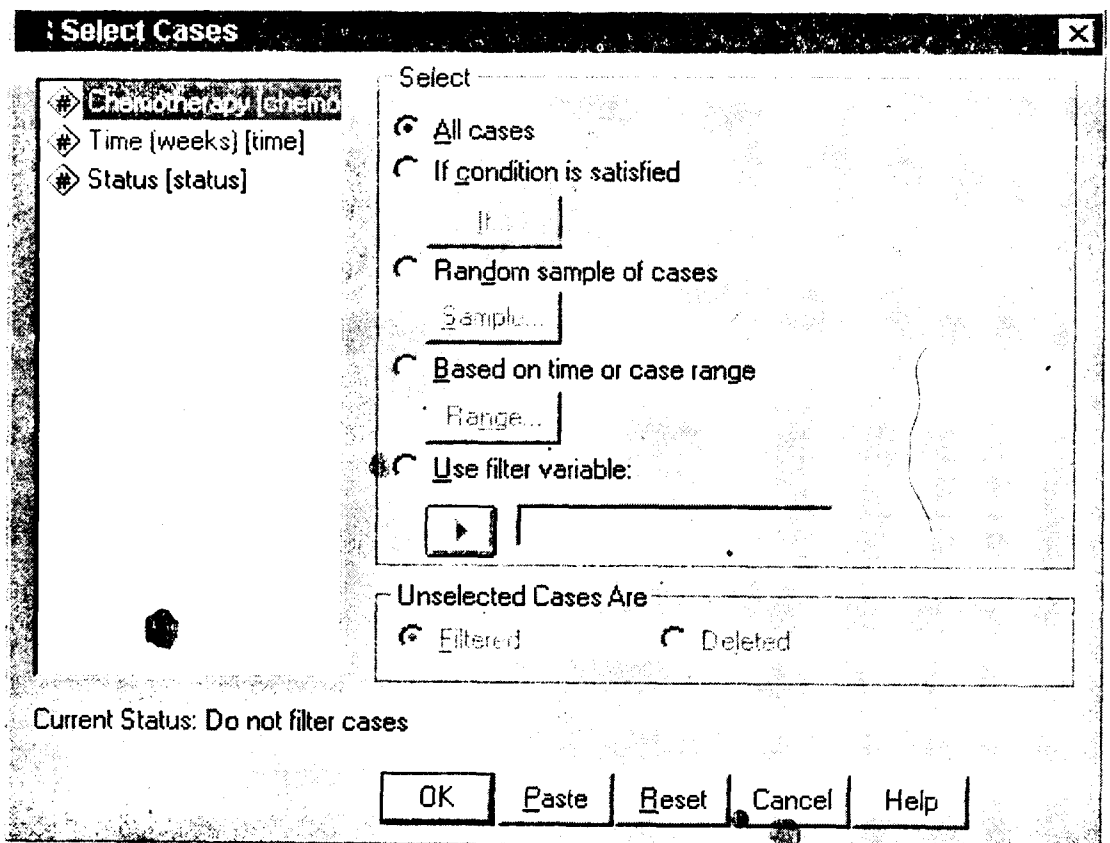 Select Cases
Chemotherapy [chemo
Time (weeks) [time]
Status [status]
Select
All cases
If condition is satisfied
If...
Random sample of cases
Sample...
Based on time or case range
Range...
Use filter variable:
Unselected Cases Are
Filtered
Deleted
Current Status: Do not filter cases
OK
Paste
Reset
Cancel
Help